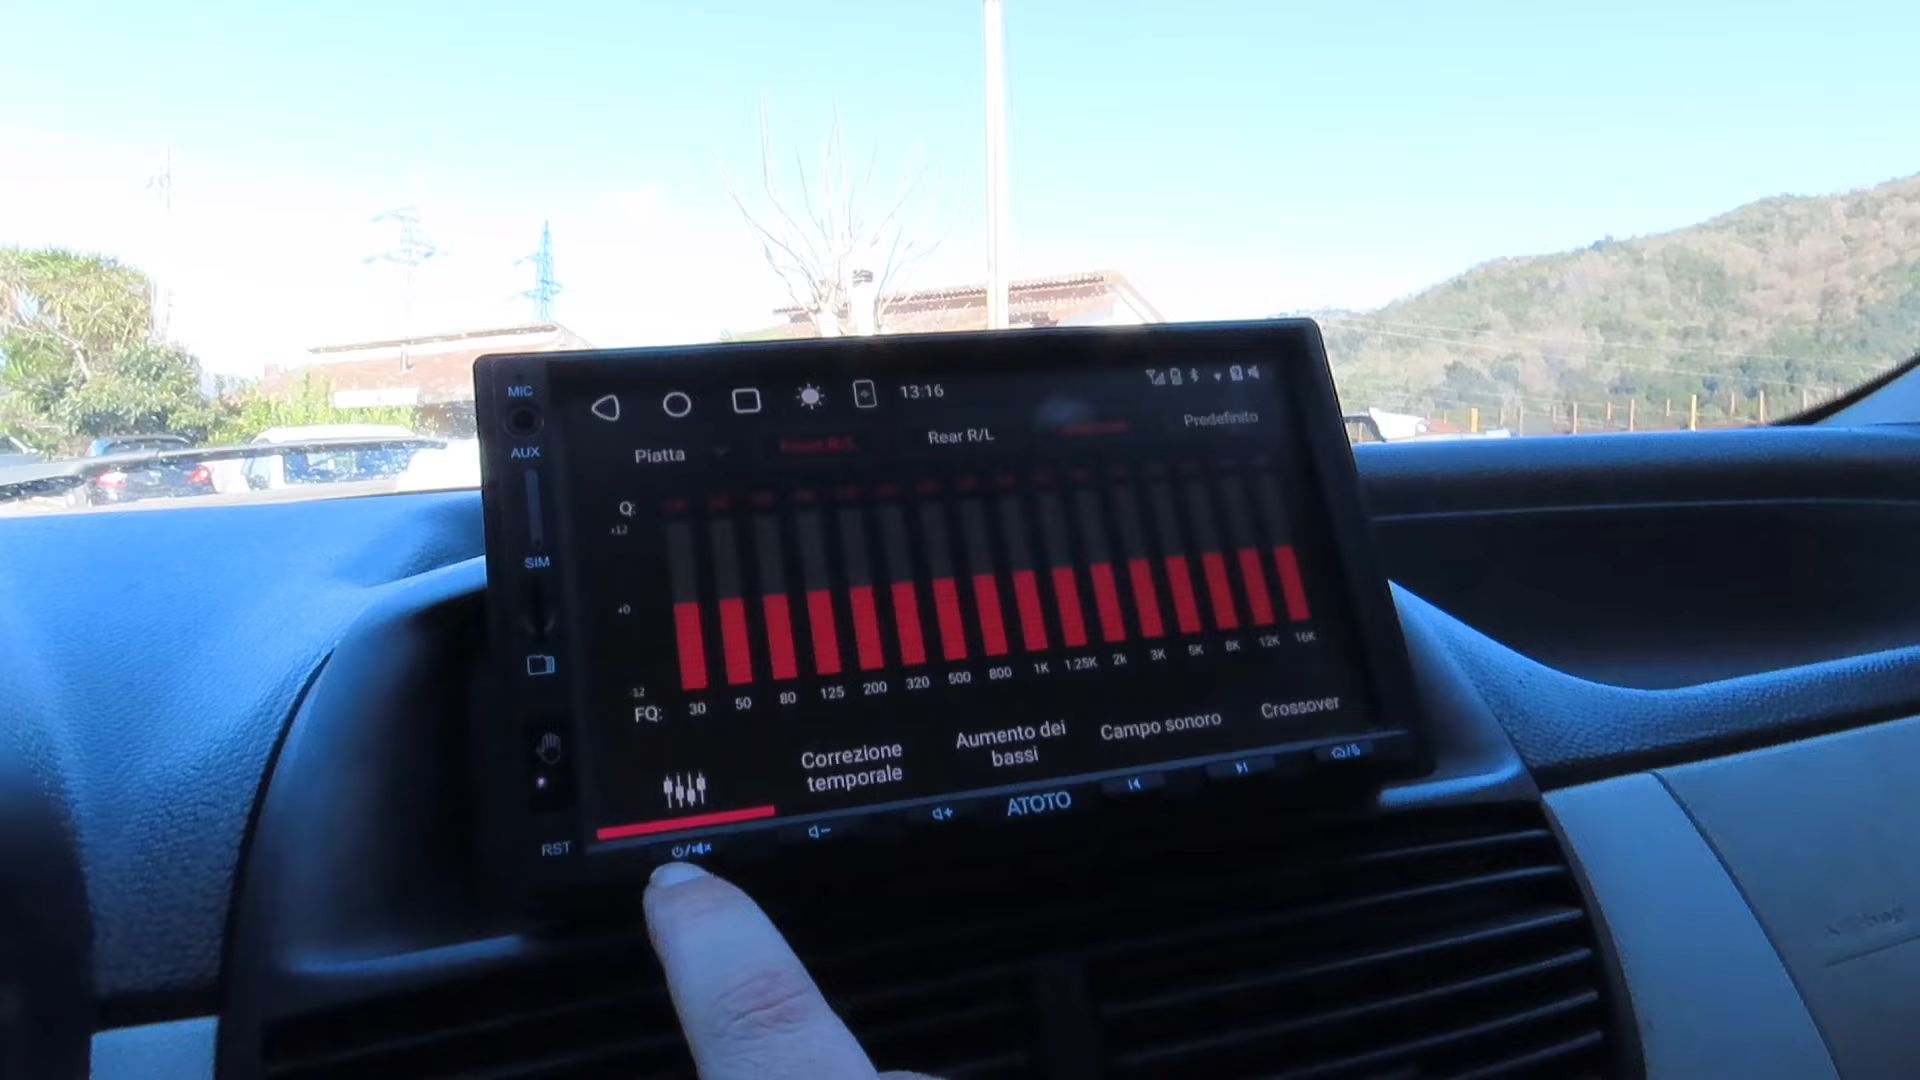 MIC
13:16
AUX
Piatta
Front R/L
Rear R/L
Predefinito
Q:
+12
SIM
+0
-12
FQ:
30
50
80
125
200
320
500
800
1K
1.25K
2k
3K
5K
8K
12K
16K
Correzione
temporale
Aumento dei
bassi
Campo sonoro
Crossover
RST
ATOTO